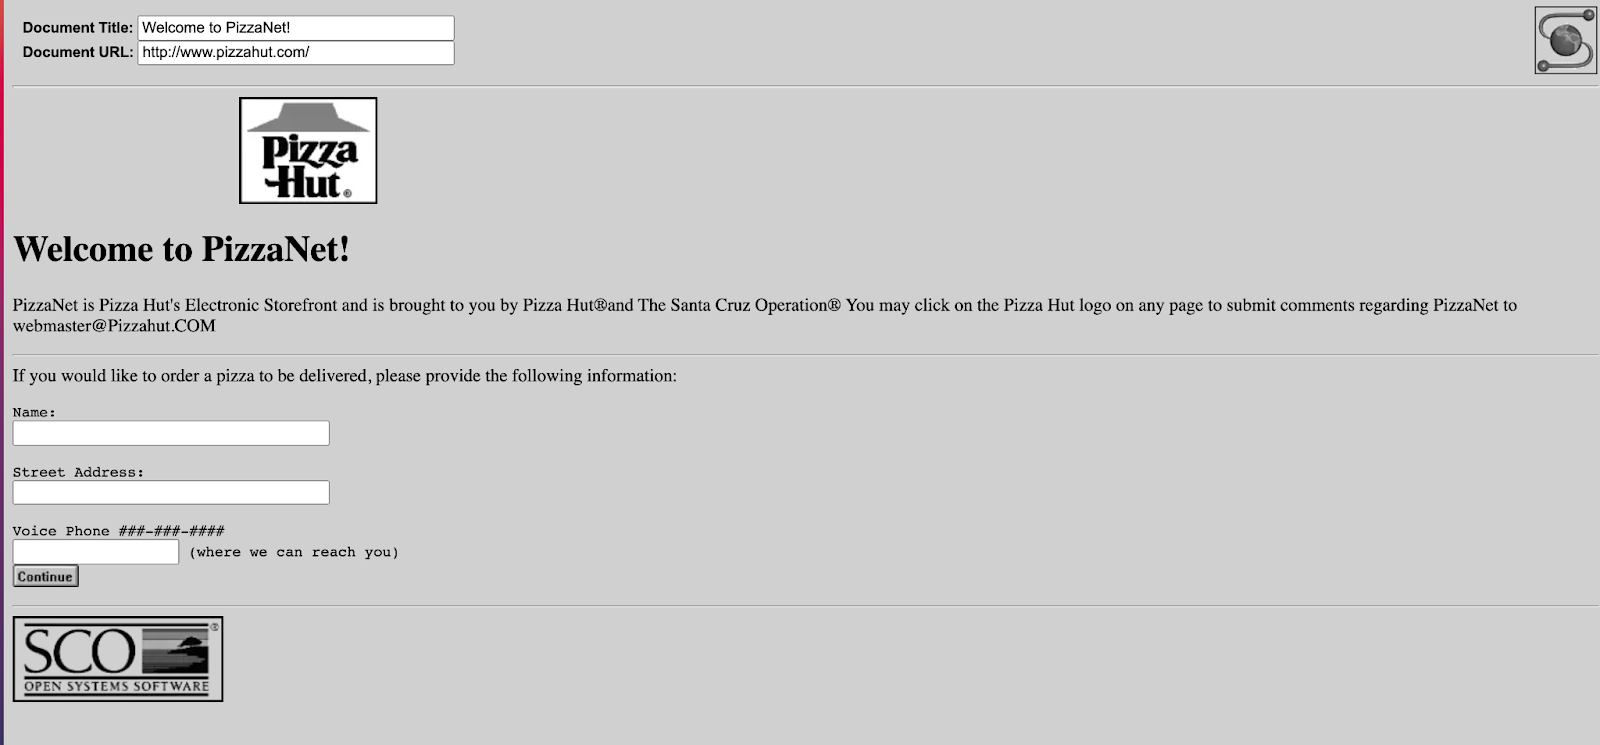 Document Title: Welcome to PizzaNet!
Document URL: http://www.pizzahut.com/
Pizza
Hut®
Welcome to PizzaNet!
PizzaNet is Pizza Hut's Electronic Storefront and is brought to you by Pizza Hut®and The Santa Cruz Operation® You may click on the Pizza Hut logo on any page to submit comments regarding PizzaNet to
webmaster@Pizzahut.COM
If you would like to order a pizza to be delivered, please provide the following information:
Name:
Street Address:
Voice Phone ###-###-####
(where we can reach you)
Continue
SCO®
OPEN SYSTEMS SOFTWARE